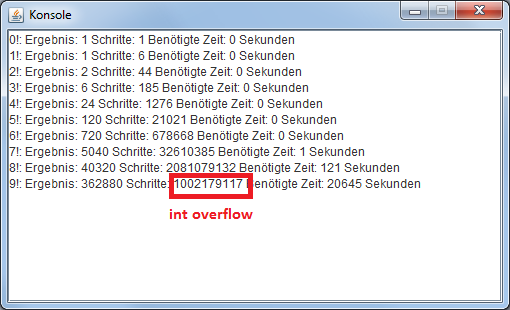 Konsole
0!: Ergebnis: 1 Schritte: 1 Benötigte Zeit: 0 Sekunden
1!: Ergebnis: 1 Schritte: 6 Benötigte Zeit: 0 Sekunden
2!: Ergebnis: 2 Schritte: 44 Benötigte Zeit: 0 Sekunden
3!: Ergebnis: 6 Schritte: 185 Benötigte Zeit: 0 Sekunden
4!: Ergebnis: 24 Schritte: 1276 Benötigte Zeit: 0 Sekunden
5!: Ergebnis: 120 Schritte: 21021 Benötigte Zeit: 0 Sekunden
6!: Ergebnis: 720 Schritte: 678668 Benötigte Zeit: 0 Sekunden
7!: Ergebnis: 5040 Schritte: 32610385 Benötigte Zeit: 1 Sekunden
8!: Ergebnis: 40320 Schritte: 2081079132 Benötigte Zeit: 121 Sekunden
9!: Ergebnis: 362880 Schritte: 1002179117 Benötigte Zeit: 20645 Sekunden
int overflow